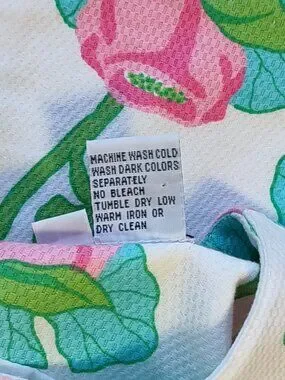 MACHINE WASH COLD
WASH DARK COLORS
SEPARATELY
NO BLEACH
TUMBLE DRY LOW
WARM IRON OR
DRY CLEAN